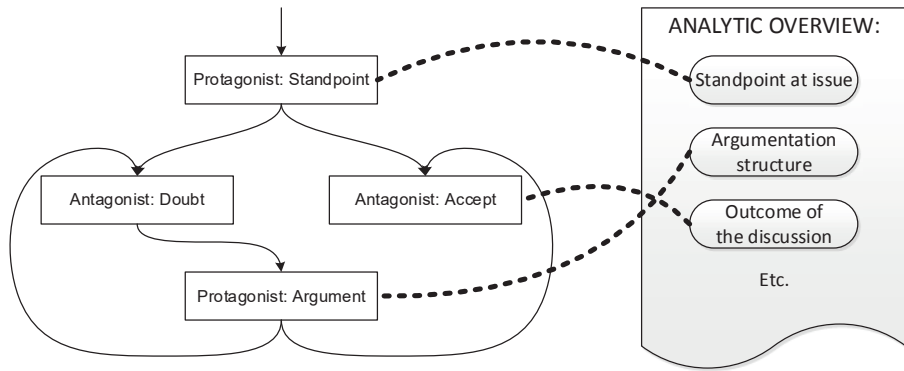 Protagonist: Standpoint
Antagonist: Doubt
Antagonist: Accept
Protagonist: Argument
ANALYTIC OVERVIEW:
Standpoint at issue
Argumentation
structure
Outcome of
the discussion
Etc.